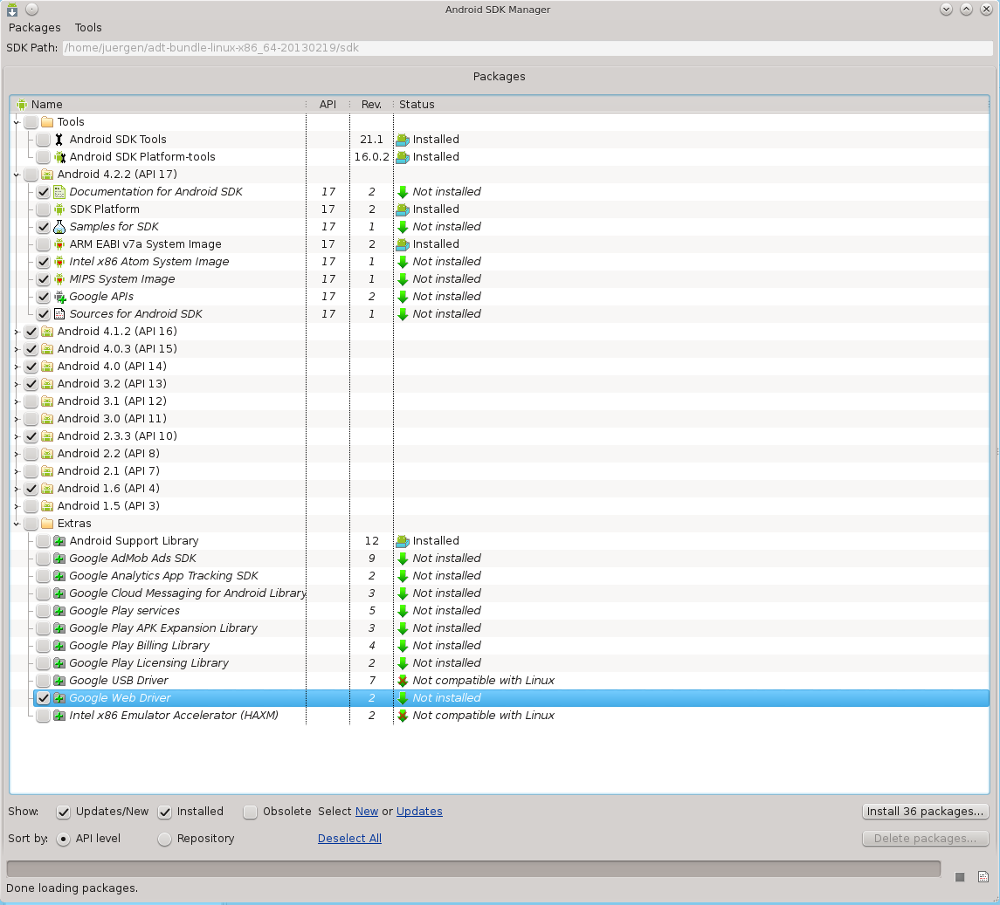 Android SDK Manager
Packages Tools
SDK Path: /home/juergen/adt-bundle-linux-x86_64-20130219/sdk
Packages
Name API Rev. Status
Tools
Android SDK Tools 21.1 Installed
Android SDK Platform-tools 16.0.2 Installed
Android 4.2.2 (API 17)
Documentation for Android SDK 17 2 Not installed
SDK Platform 17 2 Installed
Samples for SDK 17 1 Not installed
ARM EABI v7a System Image 17 2 Installed
Intel x86 Atom System Image 17 1 Not installed
MIPS System Image 17 1 Not installed
Google APIs 17 2 Not installed
Sources for Android SDK 17 1 Not installed
Android 4.1.2 (API 16)
Android 4.0.3 (API 15)
Android 4.0 (API 14)
Android 3.2 (API 13)
Android 3.1 (API 12)
Android 3.0 (API 11)
Android 2.3.3 (API 10)
Android 2.2 (API 8)
Android 2.1 (API 7)
Android 1.6 (API 4)
Android 1.5 (API 3)
Extras
Android Support Library 12 Installed
Google AdMob Ads SDK 9 Not installed
Google Analytics App Tracking SDK 2 Not installed
Google Cloud Messaging for Android Library 3 Not installed
Google Play services 5 Not installed
Google Play APK Expansion Library 3 Not installed
Google Play Billing Library 4 Not installed
Google Play Licensing Library 2 Not installed
Google USB Driver 7 Not compatible with Linux
Google Web Driver 2 Not installed
Intel x86 Emulator Accelerator (HAXM) 2 Not compatible with Linux
Show: Updates/New Installed Obsolete Select New or Updates Install 36 packages...
Sort by: API level Repository Deselect All Delete packages...
Done loading packages.